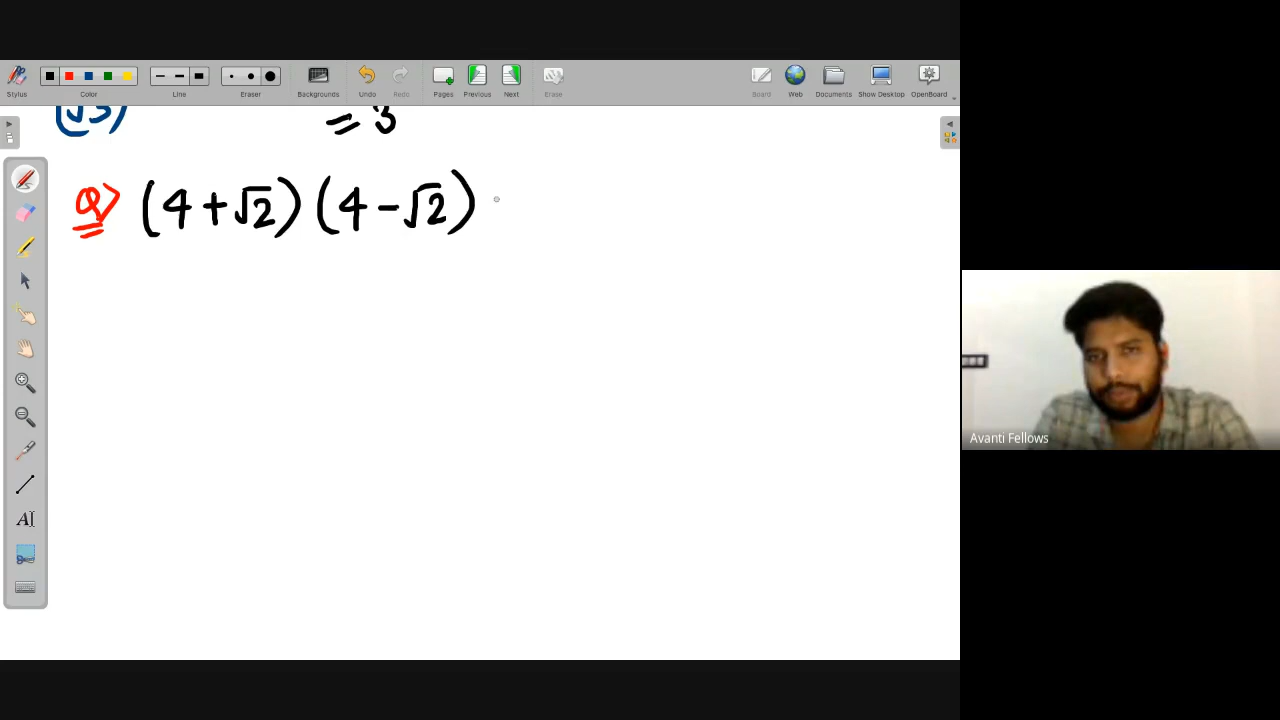 Stylus Color Line Eraser Backgrounds Undo Redo Pages Previous Next Erase Board Web Documents Show Desktop OpenBoard
(√3) = 3
Q) (4+√2)(4-√2)
Avanti Fellows